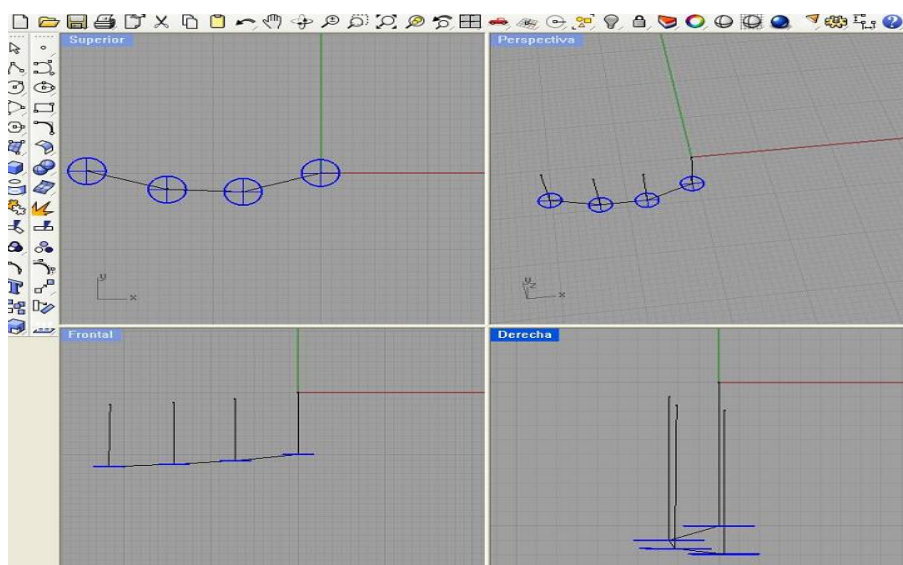 Superior
Perspectiva
y
x
y
z
x
Frontal
Derecha